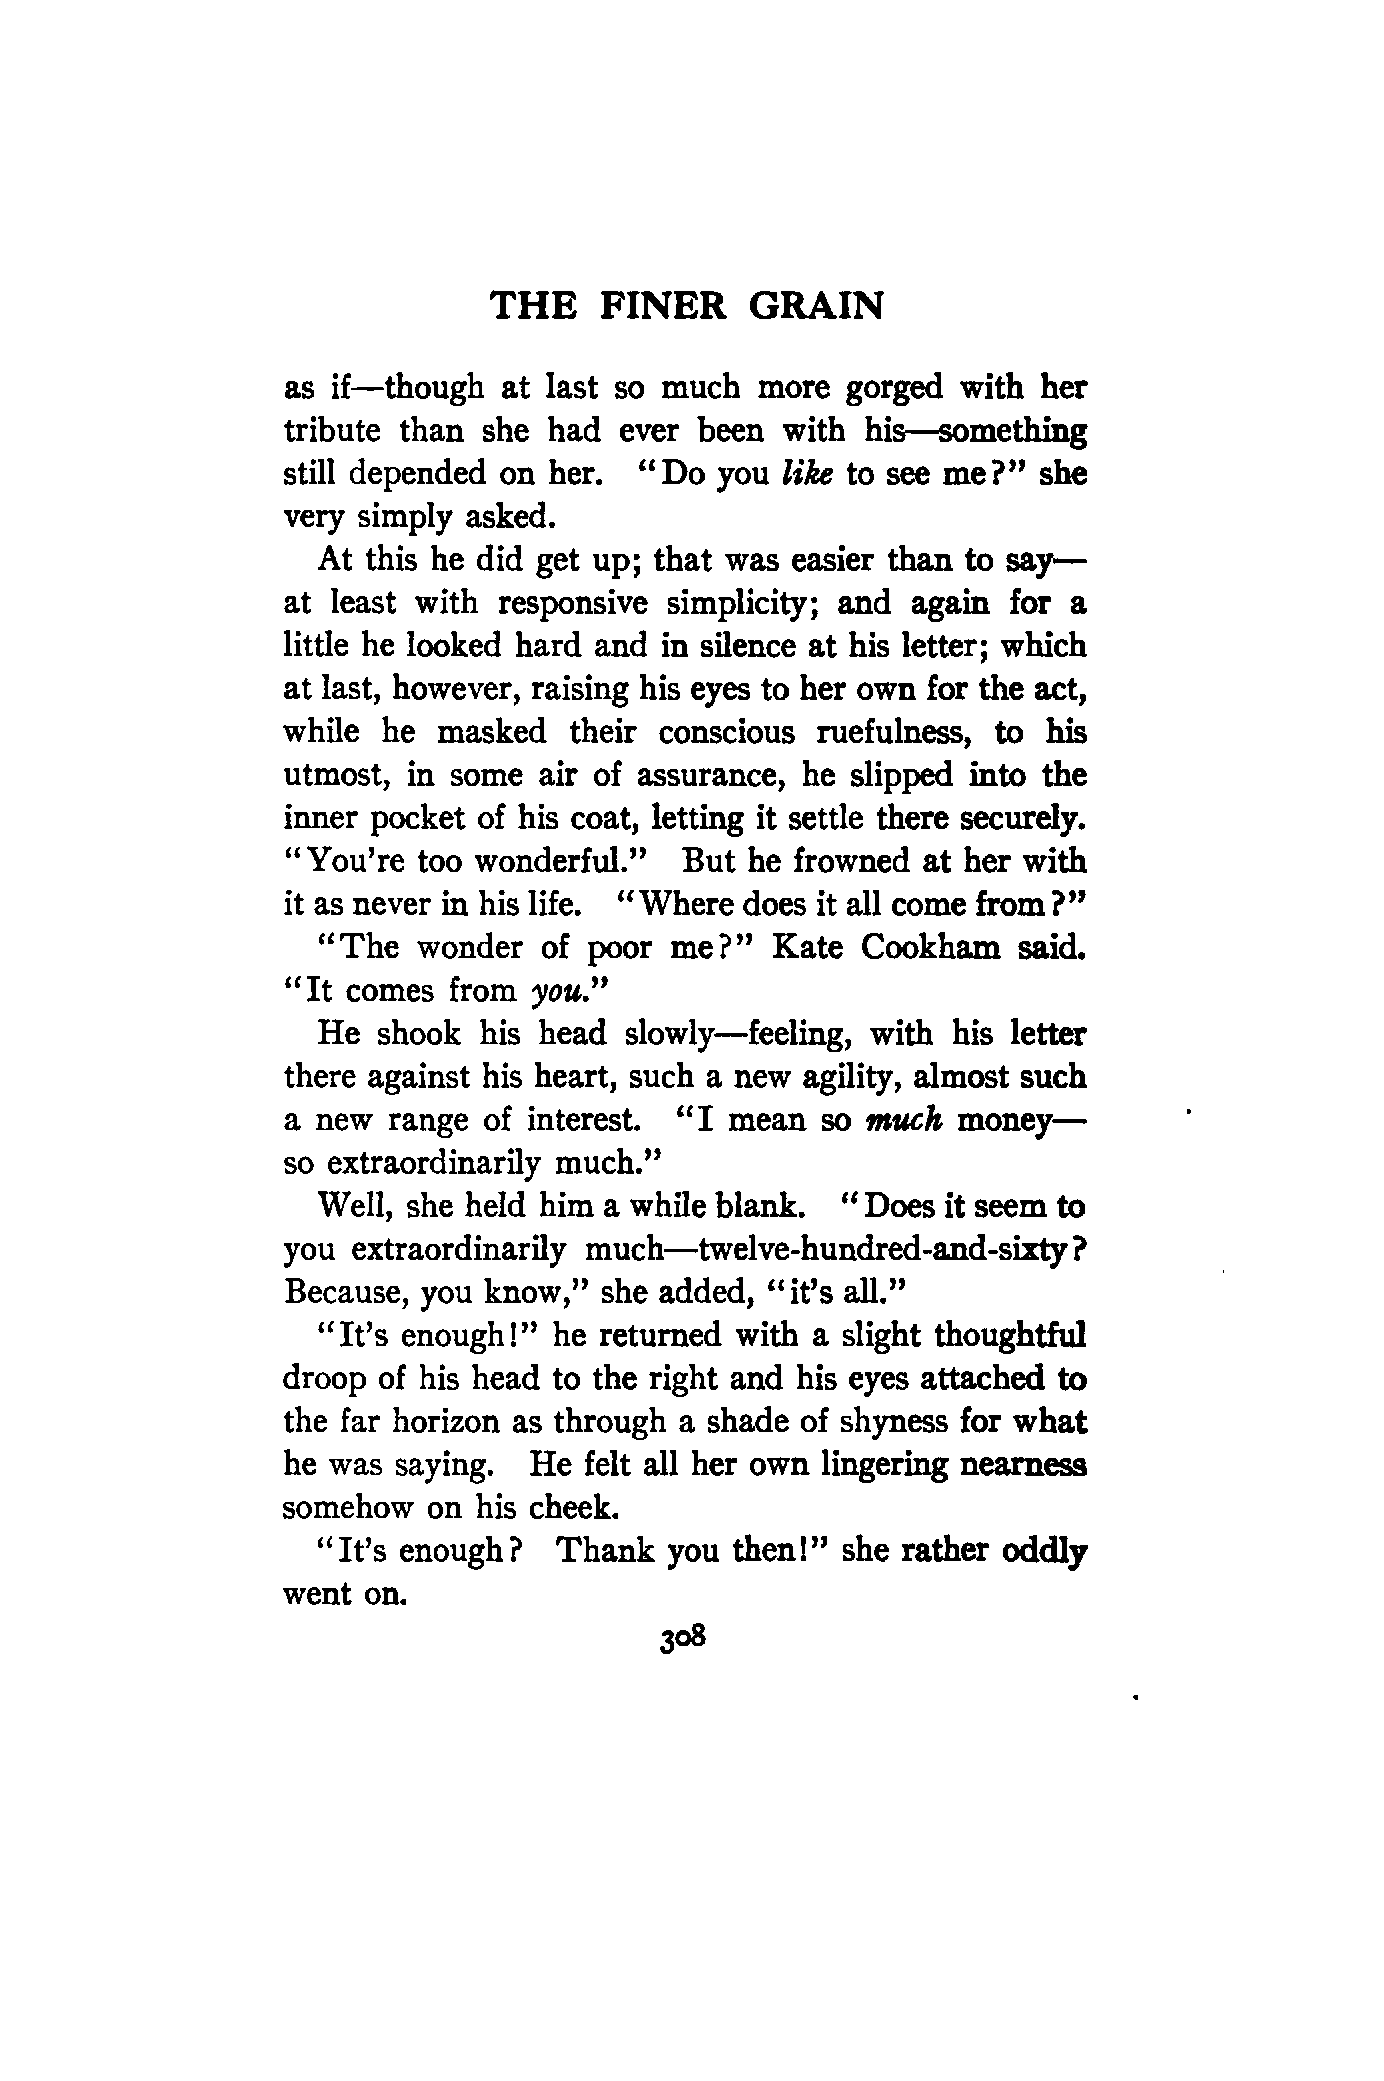 THE FINER GRAIN
as if—though at last so much more gorged with her
tribute than she had ever been with his—something
still depended on her. "Do you like to see me?" she
very simply asked.
At this he did get up; that was easier than to say—
at least with responsive simplicity; and again for a
little he looked hard and in silence at his letter; which
at last, however, raising his eyes to her own for the act,
while he masked their conscious ruefulness, to his
utmost, in some air of assurance, he slipped into the
inner pocket of his coat, letting it settle there securely.
"You're too wonderful." But he frowned at her with
it as never in his life. "Where does it all come from?"
"The wonder of poor me?" Kate Cookham said.
"It comes from you."
He shook his head slowly—feeling, with his letter
there against his heart, such a new agility, almost such
a new range of interest. "I mean so much money—
so extraordinarily much."
Well, she held him a while blank. "Does it seem to
you extraordinarily much—twelve-hundred-and-sixty?
Because, you know," she added, "it's all."
"It's enough!" he returned with a slight thoughtful
droop of his head to the right and his eyes attached to
the far horizon as through a shade of shyness for what
he was saying. He felt all her own lingering nearness
somehow on his cheek.
"It's enough? Thank you then!" she rather oddly
went on.
308